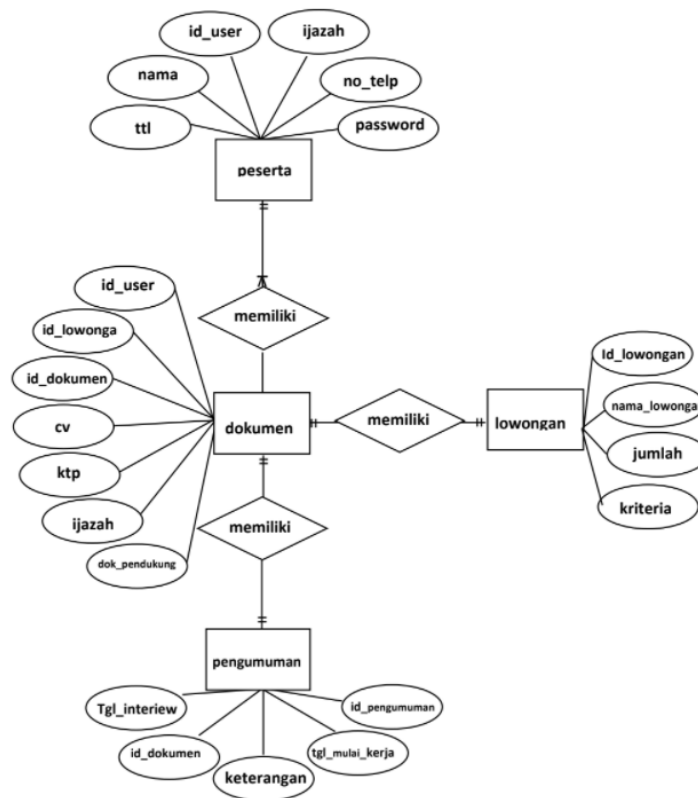 id_user
ijazah
nama
no_telp
ttl
password
peserta
memiliki
id_user
id_lowonga
id_dokumen
cv
ktp
ijazah
dok_pendukung
dokumen
memiliki
lowongan
Id_lowongan
nama_lowonga
jumlah
kriteria
memiliki
pengumuman
Tgl_interiew
id_dokumen
keterangan
tgl_mulai_kerja
id_pengumuman